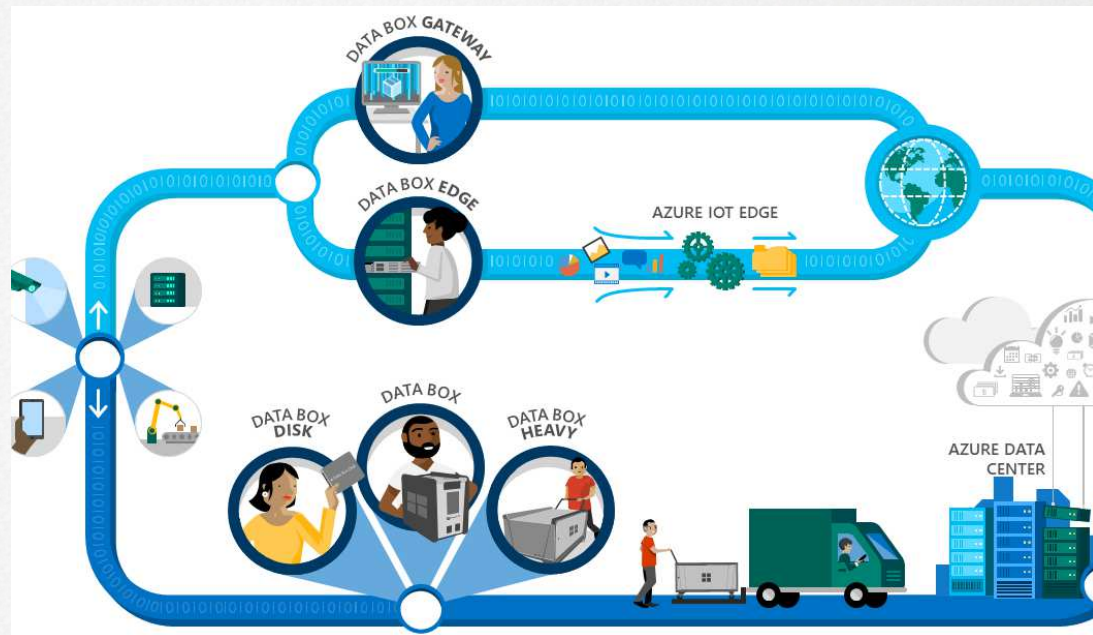 DATA BOX GATEWAY
DATA BOX EDGE
AZURE IOT EDGE
DATA BOX
DISK
DATA BOX
DATA BOX
HEAVY
AZURE DATA
CENTER